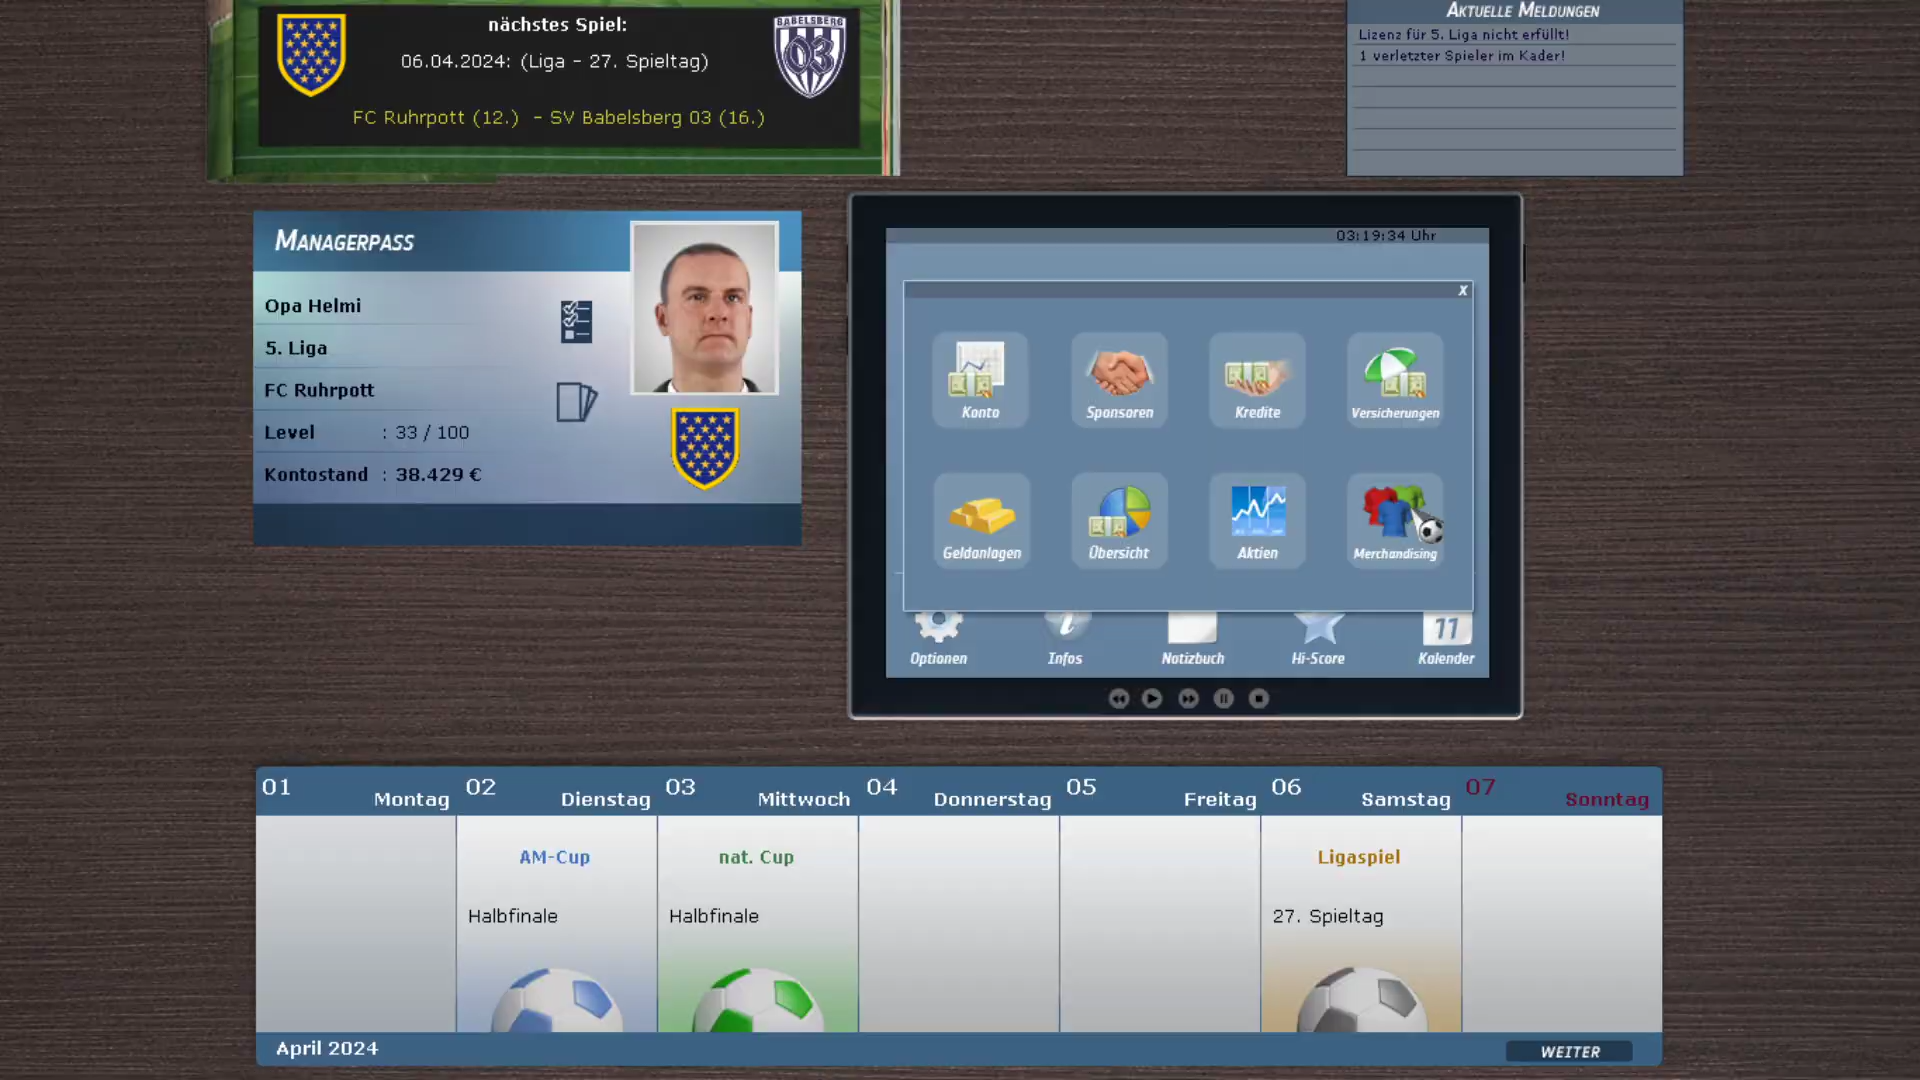 nächstes Spiel:
06.04.2024: (Liga - 27. Spieltag)
FC Ruhrpott (12.) - SV Babelsberg 03 (16.)
BABELSBERG
03
AKTUELLE MELDUNGEN
Lizenz für 5. Liga nicht erfüllt!
1 verletzter Spieler im Kader!
MANAGERPASS
Opa Helmi
5. Liga
FC Ruhrpott
Level : 33 / 100
Kontostand : 38.429 €
03:19:34 Uhr
X
Konto Sponsoren Kredite Versicherungen
Geldanlagen Übersicht Aktien Merchandising
11
Optionen Infos Notizbuch Hi-Score Kalender
01 Montag 02 Dienstag 03 Mittwoch 04 Donnerstag 05 Freitag 06 Samstag 07 Sonntag
AM-Cup nat. Cup Ligaspiel
Halbfinale Halbfinale 27. Spieltag
April 2024
WEITER